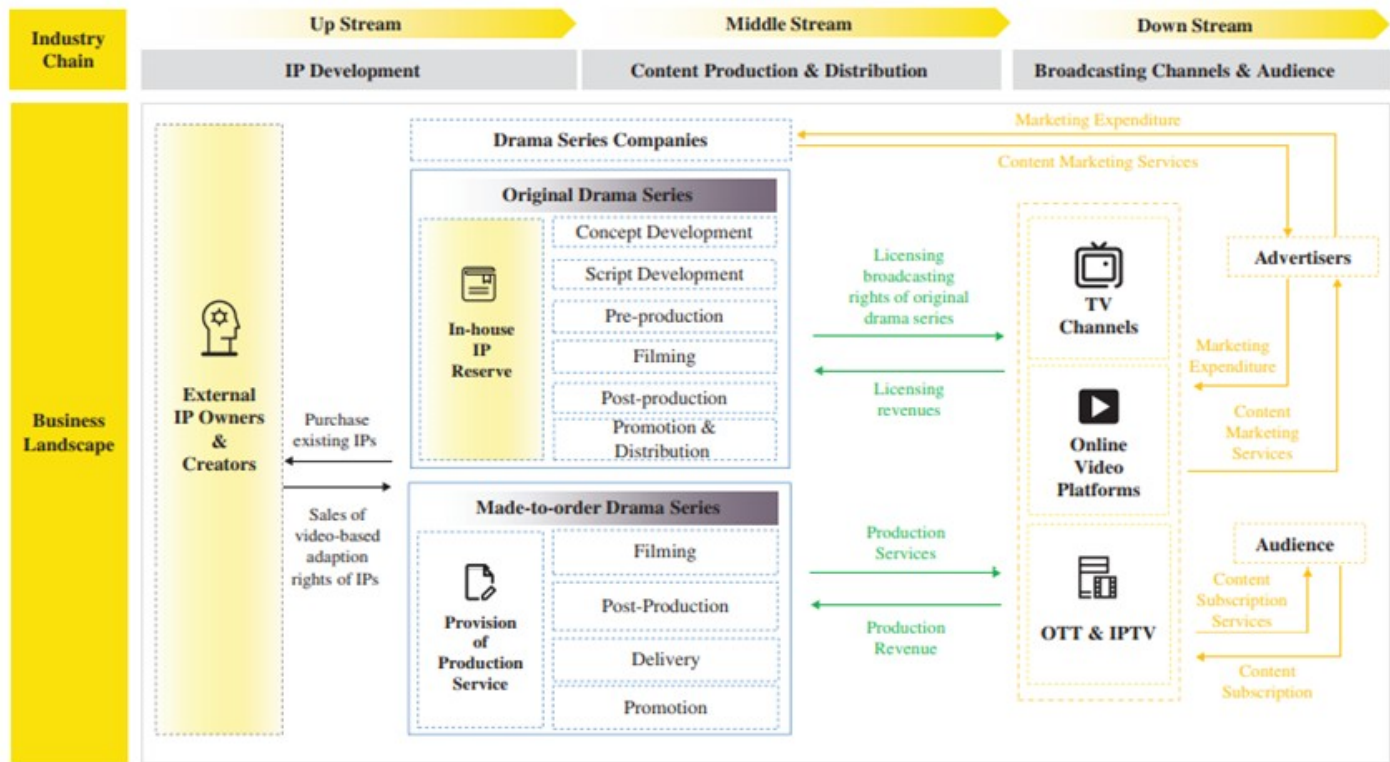 Industry
Chain
Up Stream
Middle Stream
Down Stream
IP Development
Content Production & Distribution
Broadcasting Channels & Audience
Business
Landscape
External
IP Owners
&
Creators
Purchase
existing IPs
Sales of
video-based
adaption
rights of IPs
Drama Series Companies
Original Drama Series
In-house
IP
Reserve
Concept Development
Script Development
Pre-production
Filming
Post-production
Promotion &
Distribution
Made-to-order Drama Series
Provision
of
Production
Service
Filming
Post-Production
Delivery
Promotion
Licensing
broadcasting
rights of original
drama series
Licensing
revenues
Production
Services
Production
Revenue
Marketing Expenditure
Content Marketing Services
TV
Channels
Online
Video
Platforms
OTT & IPTV
Advertisers
Marketing
Expenditure
Content
Marketing
Services
Audience
Content
Subscription
Services
Content
Subscription